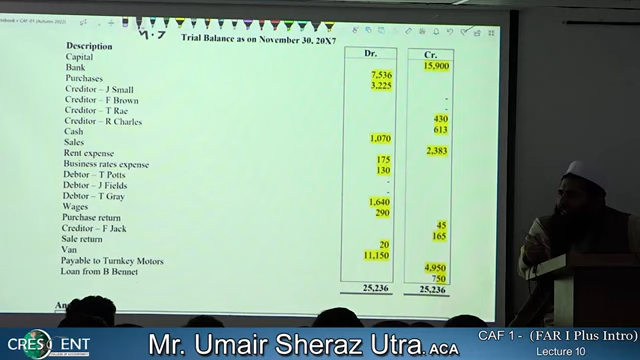 CAF 01 (Autumn 2022)
Trial Balance as on November 30, 20X7
Description Dr. Cr.
Capital 15,900
Bank 7,536
Purchases 3,225
Creditor – J Small -
Creditor – F Brown -
Creditor – T Rae 430
Creditor – R Charles 613
Cash 1,070
Sales 2,383
Rent expense 175
Business rates expense 130
Debtor – T Potts -
Debtor – J Fields -
Debtor – T Gray 1,640
Wages 290
Purchase return 45
Creditor – F Jack 165
Sale return 20
Van 11,150
Payable to Turnkey Motors 4,950
Loan from B Bennet 750
25,236 25,236
CRESCENT
Mr. Umair Sheraz Utra. ACA
CAF 1 - (FAR I Plus Intro)
Lecture 10